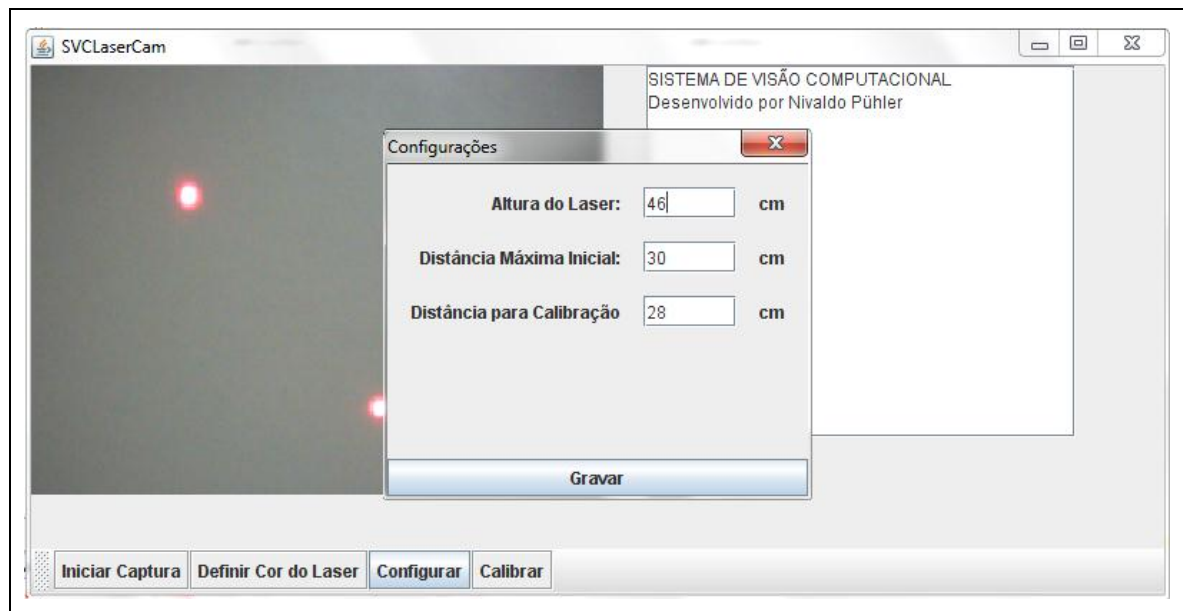 SVCLaserCam
SISTEMA DE VISÃO COMPUTACIONAL
Desenvolvido por Nivaldo Pühler
Configurações
Altura do Laser: 46 cm
Distância Máxima Inicial: 30 cm
Distância para Calibração 28 cm
Gravar
Iniciar Captura Definir Cor do Laser Configurar Calibrar